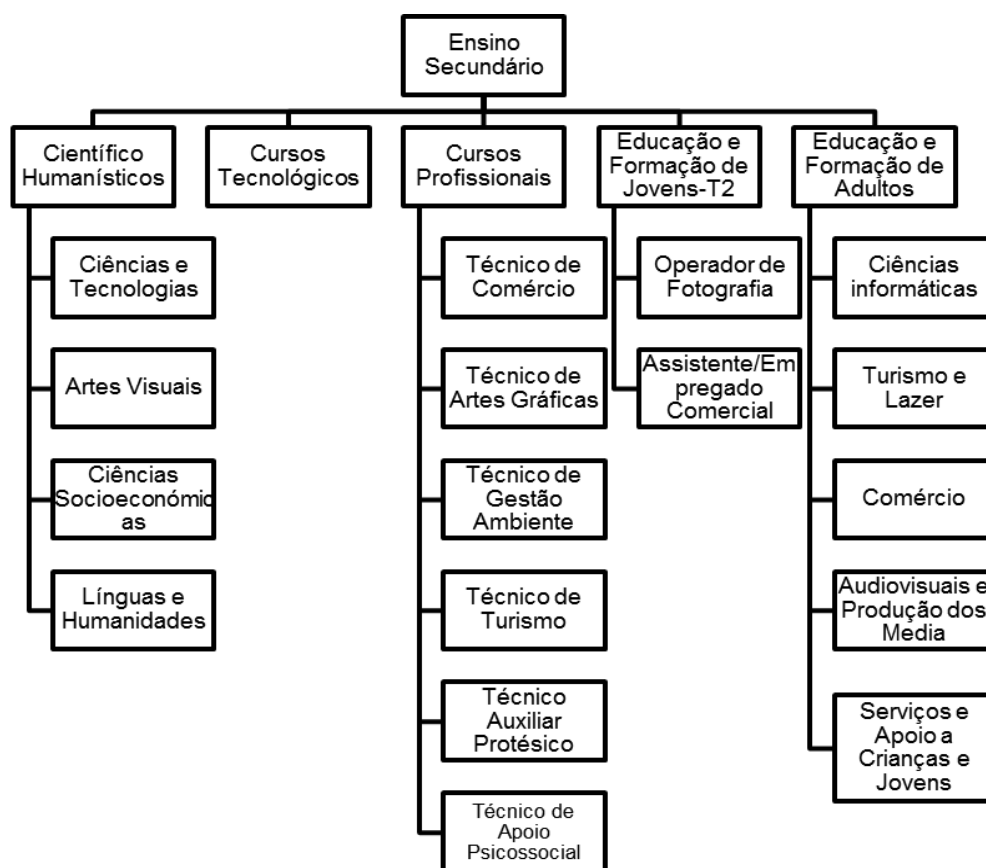 Ensino
Secundário
Científico
Humanísticos
Cursos
Tecnológicos
Cursos
Profissionais
Educação e
Formação de
Jovens-T2
Educação e
Formação de
Adultos
Ciências e
Tecnologias
Artes Visuais
Ciências
Socioeconómic
as
Línguas e
Humanidades
Técnico de
Comércio
Técnico de
Artes Gráficas
Técnico de
Gestão
Ambiente
Técnico de
Turismo
Técnico
Auxiliar
Protésico
Técnico de
Apoio
Psicossocial
Operador de
Fotografia
Assistente/Em
pregado
Comercial
Ciências
informáticas
Turismo e
Lazer
Comércio
Audiovisuais e
Produção dos
Media
Serviços e
Apoio a
Crianças e
Jovens